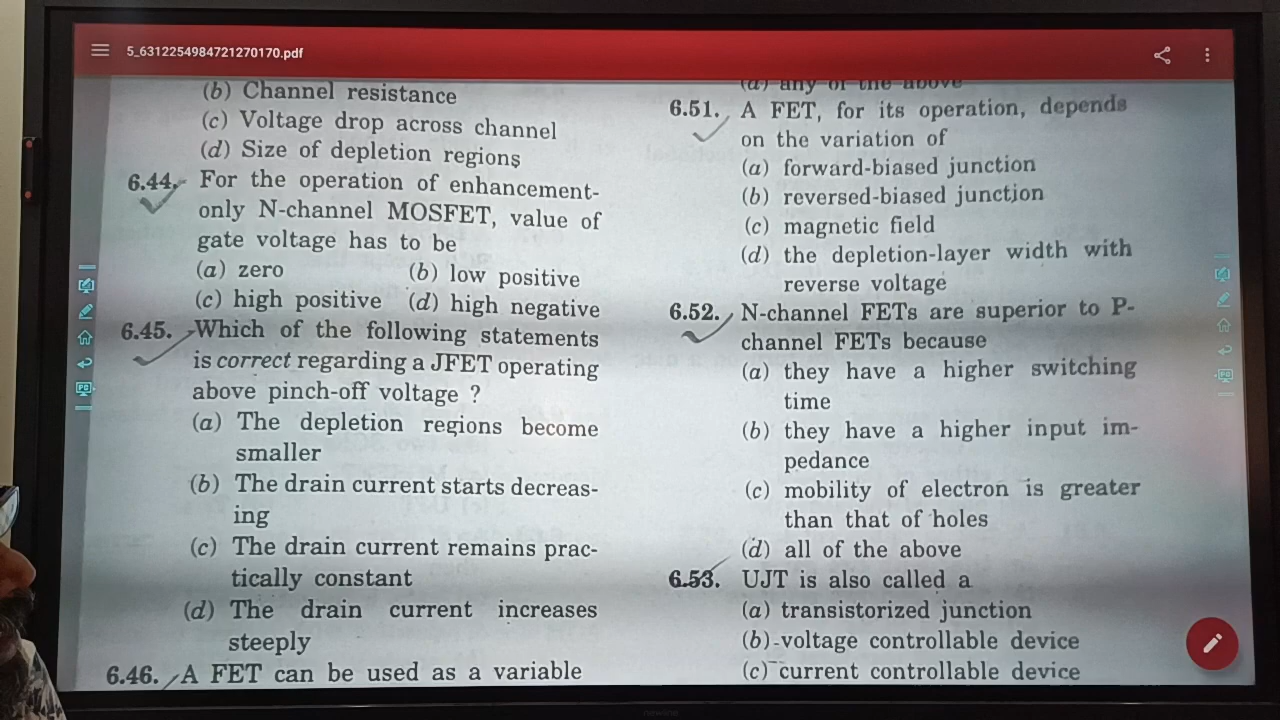 5_6312254984721270170.pdf
(b) Channel resistance
(c) Voltage drop across channel
(d) Size of depletion regions
6.44. For the operation of enhancement-
only N-channel MOSFET, value of
gate voltage has to be
(a) zero (b) low positive
(c) high positive (d) high negative
6.45. Which of the following statements
is correct regarding a JFET operating
above pinch-off voltage ?
(a) The depletion regions become
smaller
(b) The drain current starts decreas-
ing
(c) The drain current remains prac-
tically constant
(d) The drain current increases
steeply
6.46. A FET can be used as a variable
(d) any of the above
6.51. A FET, for its operation, depends
on the variation of
(a) forward-biased junction
(b) reversed-biased junction
(c) magnetic field
(d) the depletion-layer width with
reverse voltage
6.52. N-channel FETs are superior to P-
channel FETs because
(a) they have a higher switching
time
(b) they have a higher input im-
pedance
(c) mobility of electron is greater
than that of holes
(d) all of the above
6.53. UJT is also called a
(a) transistorized junction
(b) voltage controllable device
(c) current controllable device